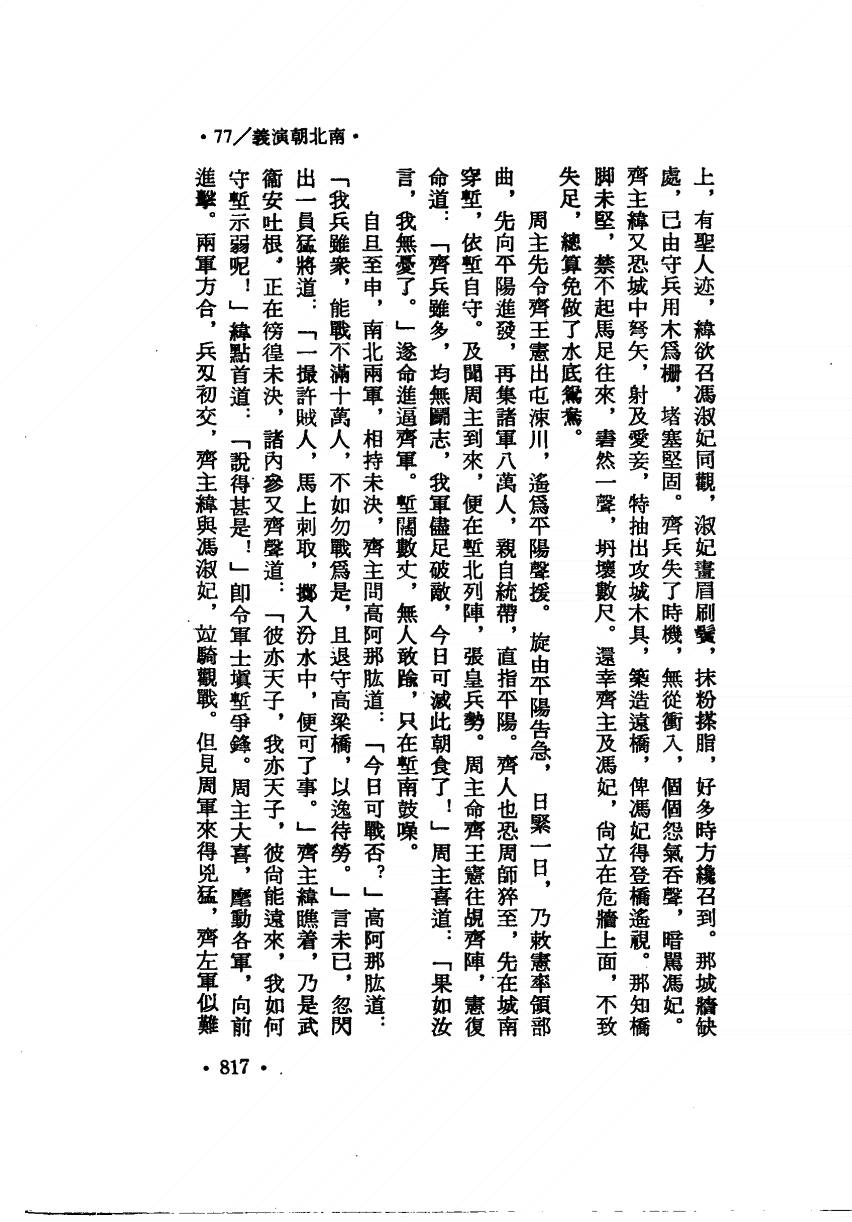 ·南北朝演義／77·
上，有聖人迹，緯欲召馮淑妃同觀，淑妃畫眉刷鬢，抹粉搽脂，好多時方纔召到。那城牆缺
處，已由守兵用木爲柵，堵塞堅固。齊兵失了時機，無從衝入，個個怨氣吞聲，暗罵馮妃。
齊主緯又恐城中弩矢，射及愛妾，特抽出攻城木具，築造遠橋，俾馮妃得登橋遙視。那知橋
脚未堅，禁不起馬足往來，砉然一聲，坍壞數尺。還幸齊主及馮妃，尙立在危牆上面，不致
失足，總算免做了水底鴛鴦。
周主先令齊王憲出屯涑川，遙爲平陽聲援。旋由平陽告急，日緊一日，乃敕憲率領部
曲，先向平陽進發，再集諸軍八萬人，親自統帶，直指平陽。齊人也恐周師猝至，先在城南
穿塹，依塹自守。及聞周主到來，便在塹北列陣，張皇兵勢。周主命齊王憲往覘齊陣，憲復
命道：「齊兵雖多，均無鬭志，我軍儘足破敵，今日可滅此朝食了！」周主喜道：「果如汝
言，我無憂了。」遂命進逼齊軍。塹闊數丈，無人敢踰，只在塹南鼓噪。
自旦至申，南北兩軍，相持未決，齊主問高阿那肱道：「今日可戰否？」高阿那肱道：
「我兵雖衆，能戰不滿十萬人，不如勿戰爲是，且退守高梁橋，以逸待勞。」言未已，忽閃
出一員猛將道：「一撮許賊人，馬上刺取，擲入汾水中，便可了事。」齊主緯瞧着，乃是武
衞安吐根，正在徬徨未決，諸內參又齊聲道：「彼亦天子，我亦天子，彼尙能遠來，我如何
守塹示弱呢！」緯點首道：「說得甚是！」卽令軍士塡塹爭鋒。周主大喜，麾動各軍，向前
進擊。兩軍方合，兵刄初交，齊主緯與馮淑妃，竝騎觀戰。但見周軍來得兇猛，齊左軍似難
·817·